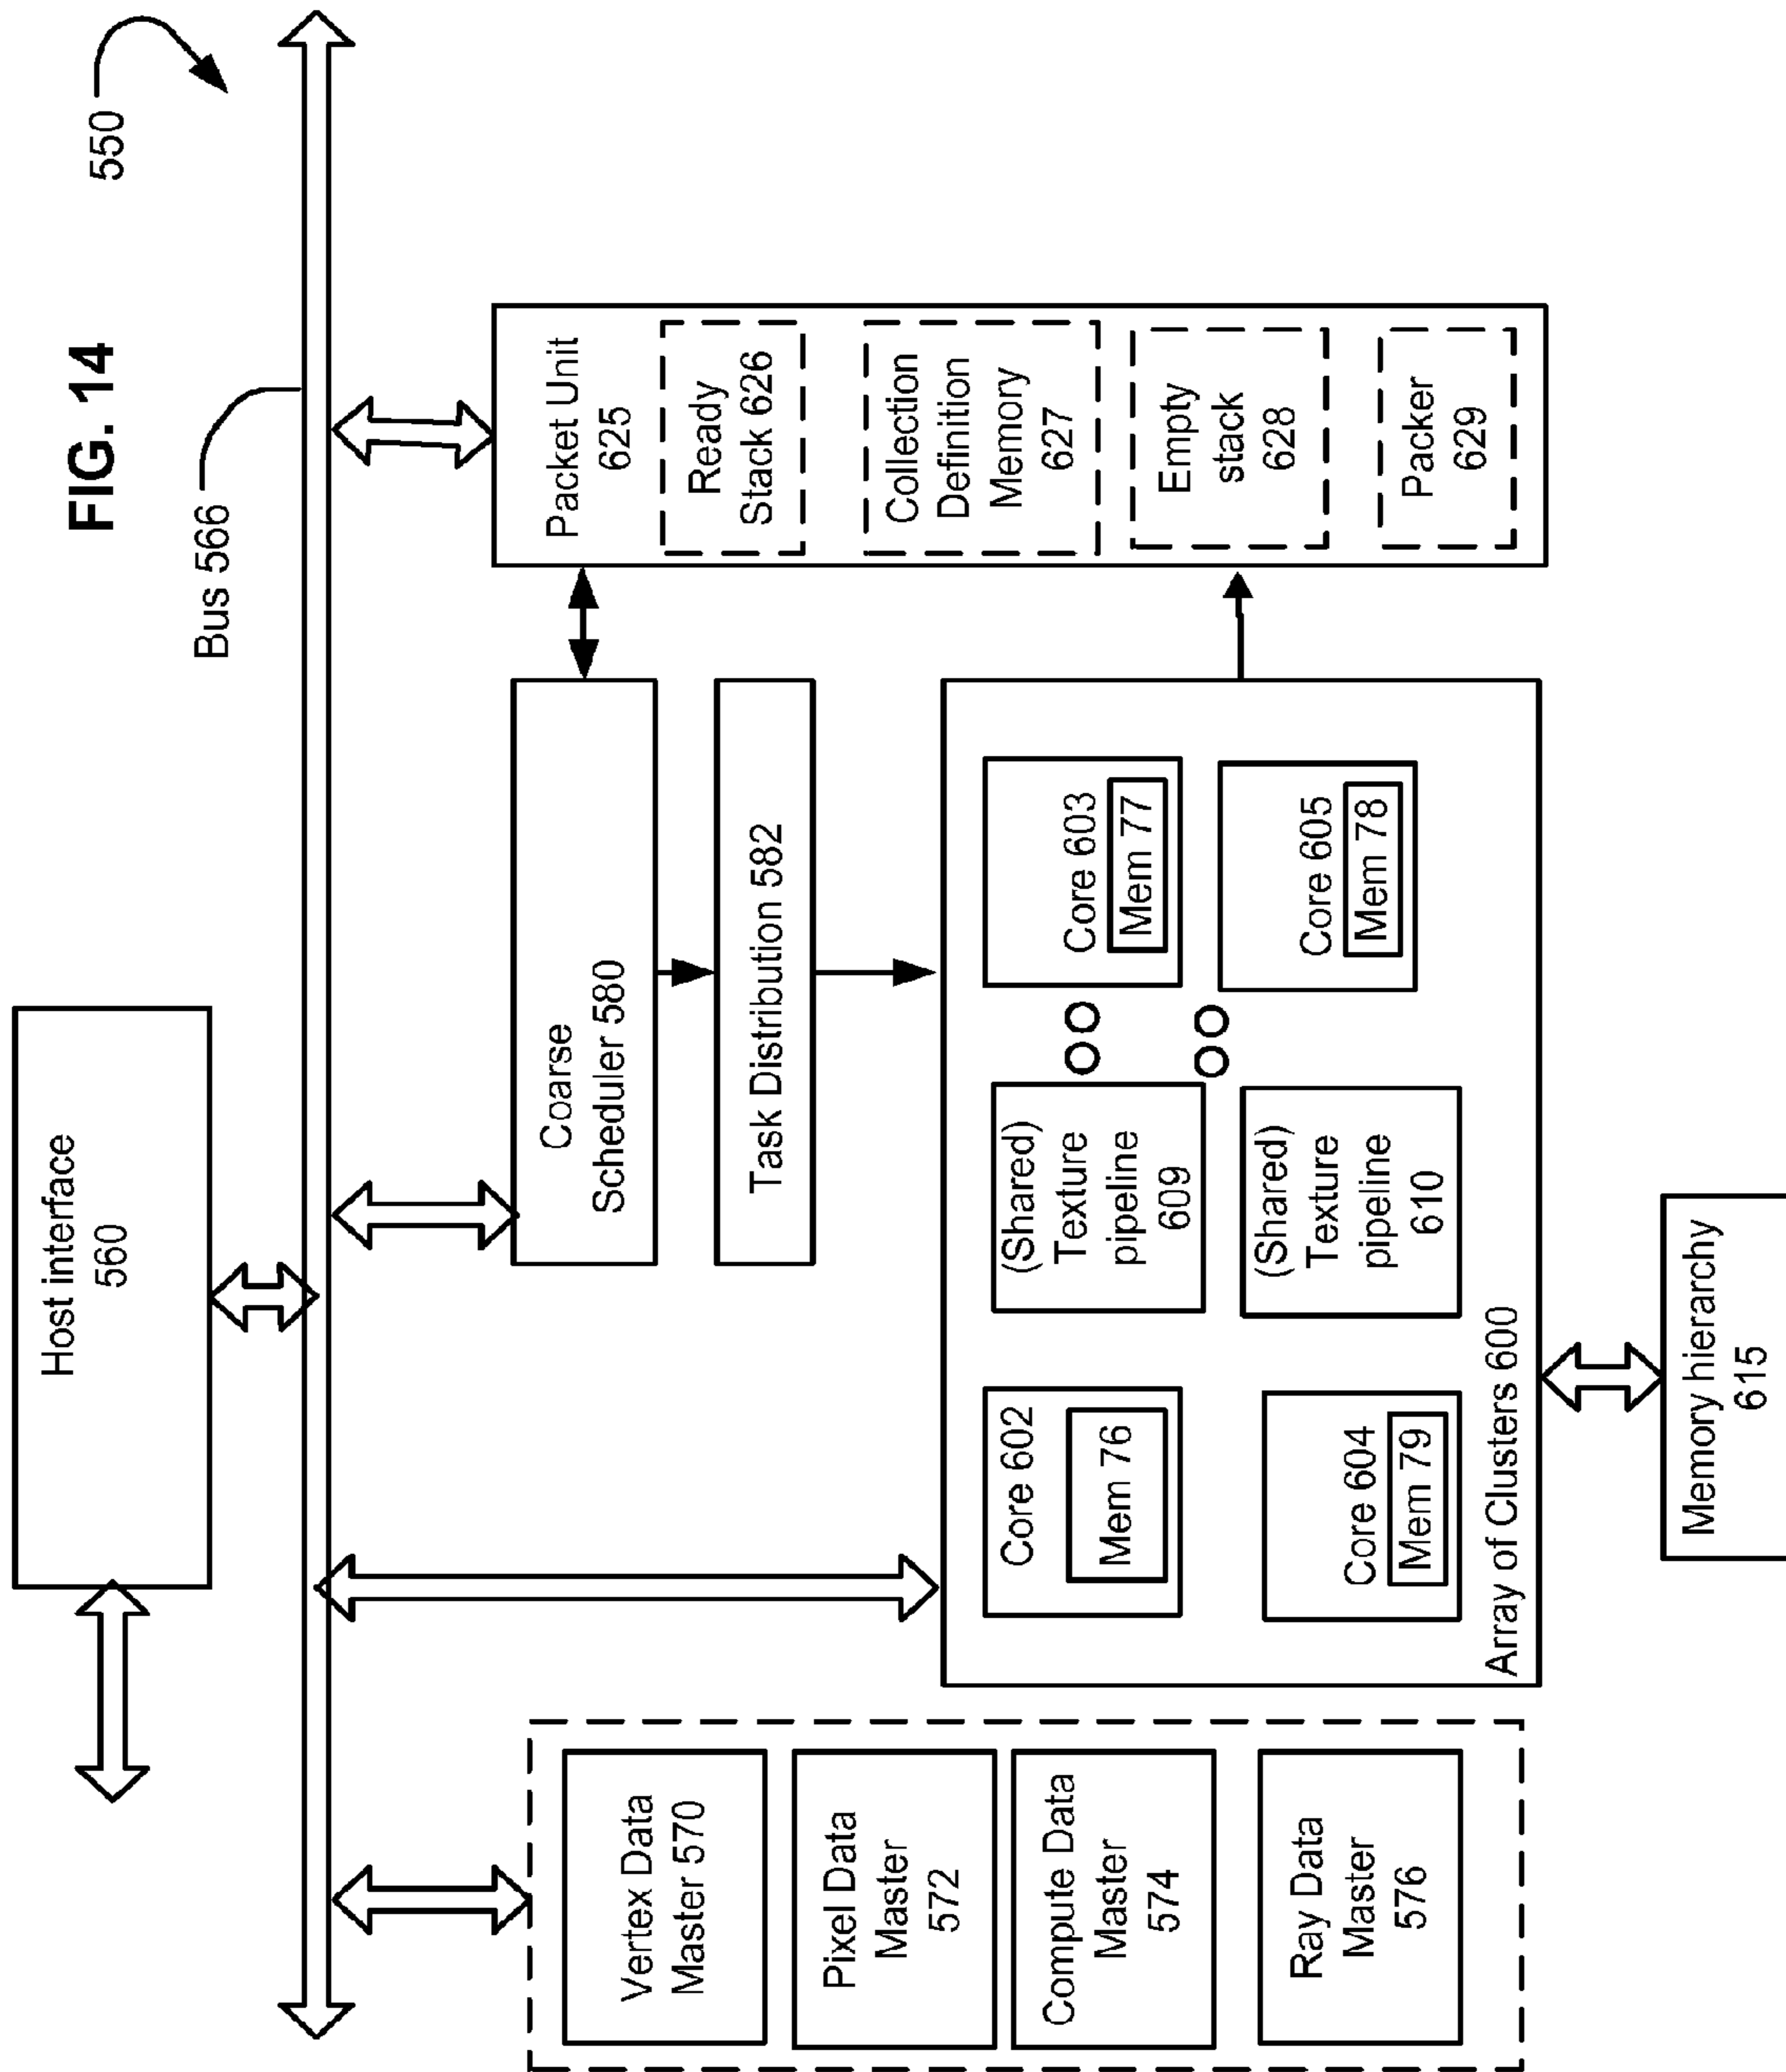 FIG. 14
550
Host interface
560
Bus 566
Vertex Data
Master 570
Pixel Data
Master
572
Compute Data
Master
574
Ray Data
Master
576
Coarse
Scheduler 580
Task Distribution 582
Core 602
Mem 76
(Shared)
Texture
pipeline
609
Core 603
Mem 77
Core 604
Mem 79
(Shared)
Texture
pipeline
610
Core 605
Mem 78
Array of Clusters 600
Packet Unit
625
Ready
Stack 626
Collection
Definition
Memory
627
Empty
stack
628
Packer
629
Memory hierarchy
615